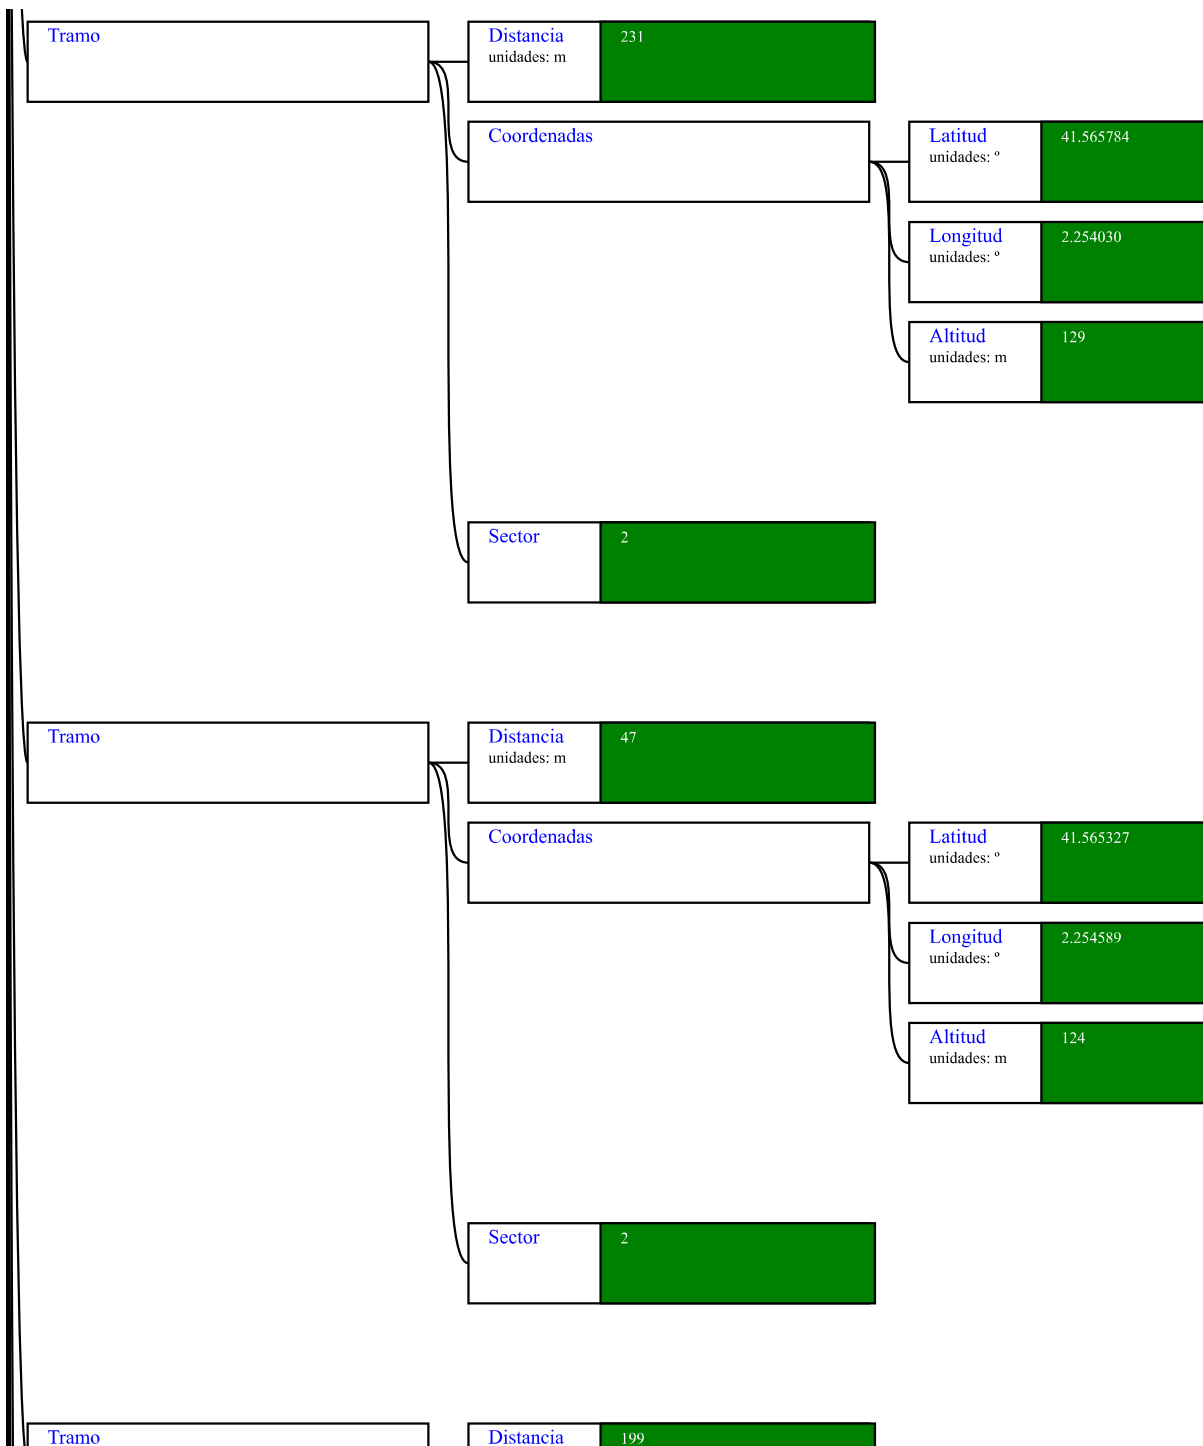 Tramo
Distancia
unidades: m
231
Coordenadas
Latitud
unidades: º
41.565784
Longitud
unidades: º
2.254030
Altitud
unidades: m
129
Sector
2
Tramo
Distancia
unidades: m
47
Coordenadas
Latitud
unidades: º
41.565327
Longitud
unidades: º
2.254589
Altitud
unidades: m
124
Sector
2
Tramo
Distancia
199